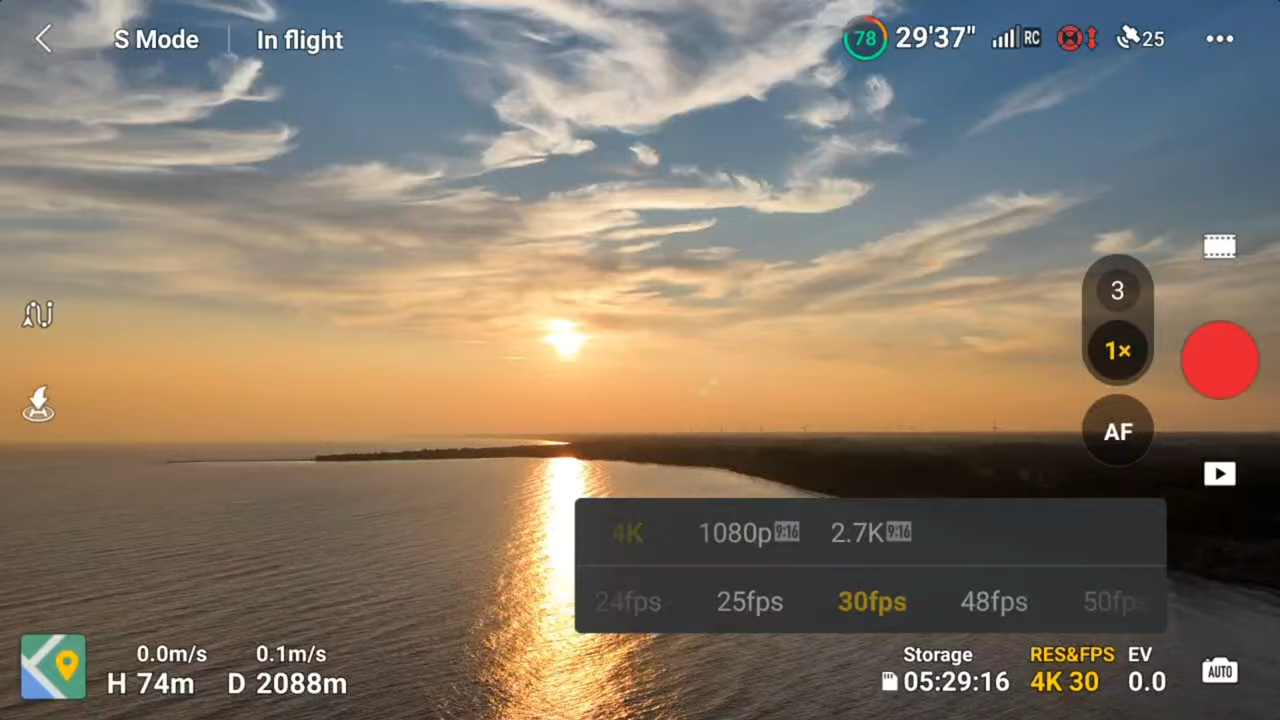 S Mode In flight 78 29'37" RC 25
3
1×
AF
4K 1080p 9:16 2.7K 9:16
24fps 25fps 30fps 48fps 50fps
0.0m/s 0.1m/s Storage RES&FPS EV
H 74m D 2088m 05:29:16 4K 30 0.0 AUTO